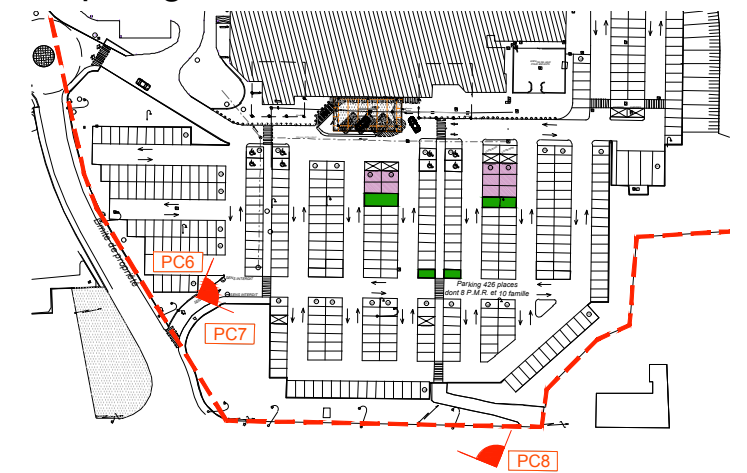 Limite de propriété
PC6
PC7
Parking 426 places
dont 8 P.M.R. et 10 famille
PC8